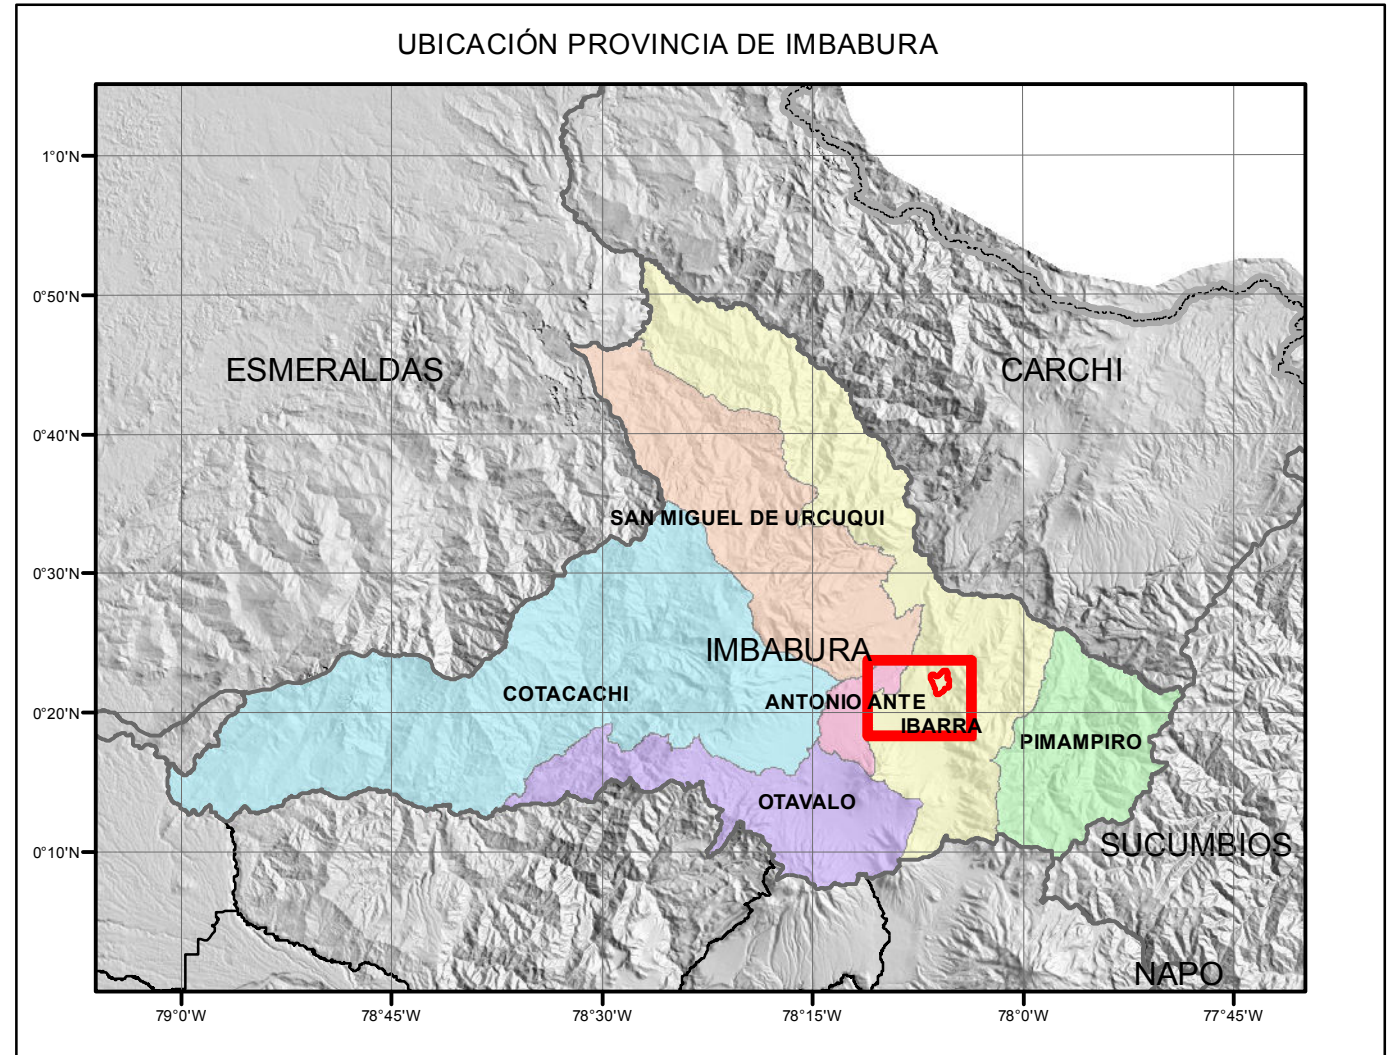 UBICACIÓN PROVINCIA DE IMBABURA
1°0'N
0°50'N
ESMERALDAS
CARCHI
0°40'N
SAN MIGUEL DE URCUQUI
0°30'N
IMBABURA
COTACACHI
ANTONIO ANTE
0°20'N
IBARRA
PIMAMPIRO
OTAVALO
SUCUMBIOS
0°10'N
NAPO
79°0'W 78°45'W 78°30'W 78°15'W 78°0'W 77°45'W